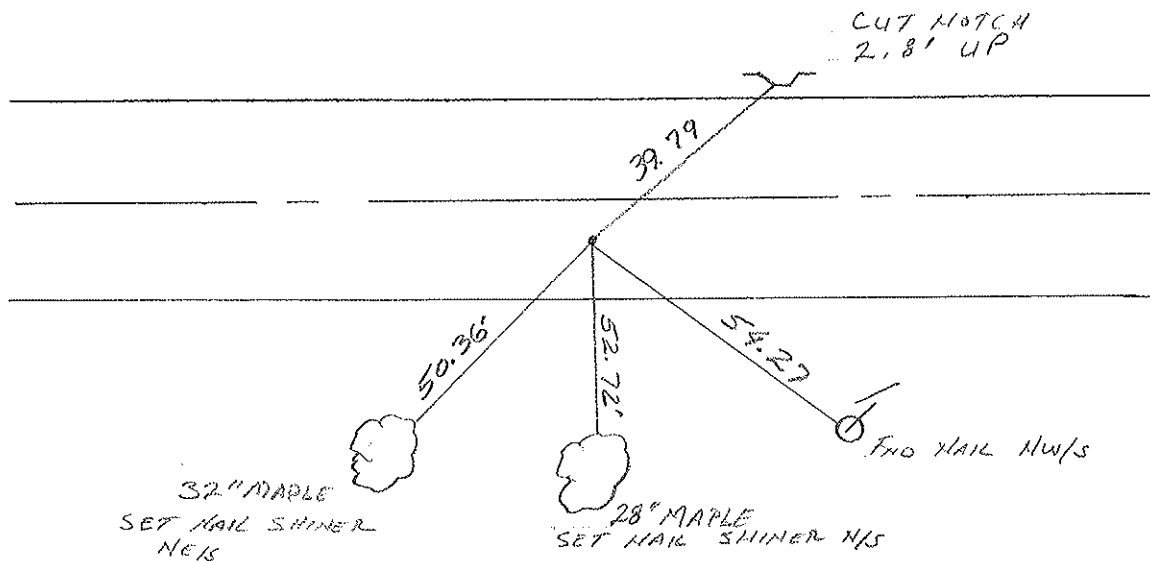 CUT NOTCH
2.8' UP
39.79
50.36'
52.72'
54.27
FND NAIL NW/S
32" MAPLE
SET NAIL SHINER
NE/S
28" MAPLE
SET NAIL SHINER N/S